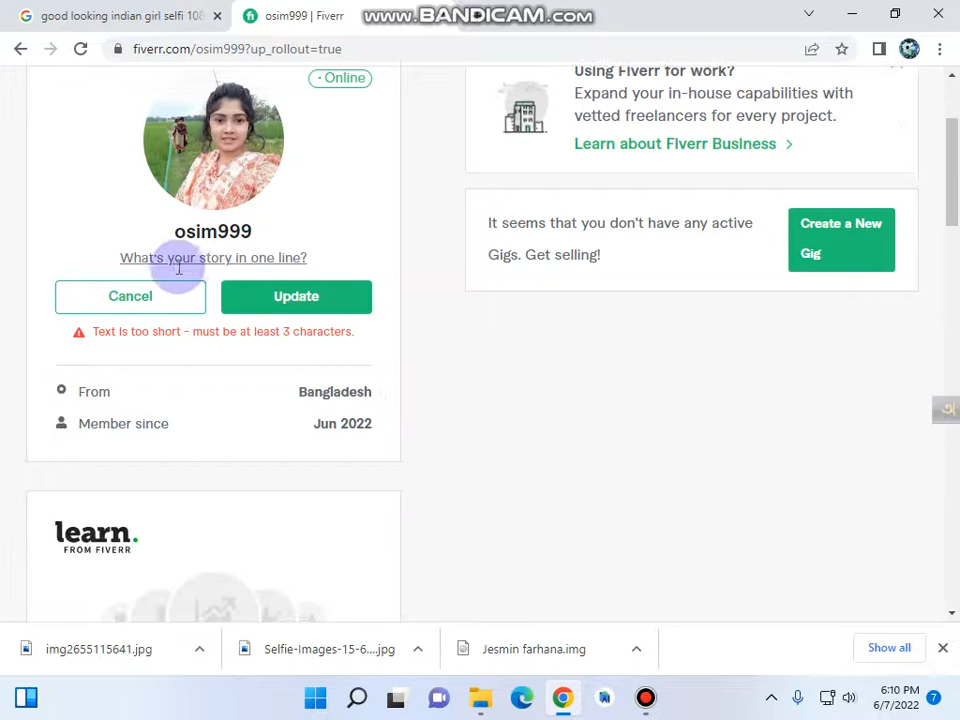 good looking indian girl selfi 108
osim999 | Fiverr
WWW.BANDICAM.COM
fiverr.com/osim999?up_rollout=true
· Online
osim999
What's your story in one line?
Cancel
Update
Text is too short - must be at least 3 characters.
From
Bangladesh
Member since
Jun 2022
learn.
FROM FIVERR
Using Fiverr for work?
Expand your in-house capabilities with
vetted freelancers for every project.
Learn about Fiverr Business
It seems that you don't have any active
Gigs. Get selling!
Create a New
Gig
অ
img2655115641.jpg
Selfie-Images-15-6....jpg
Jesmin farhana.img
Show all
6:10 PM
6/7/2022
7